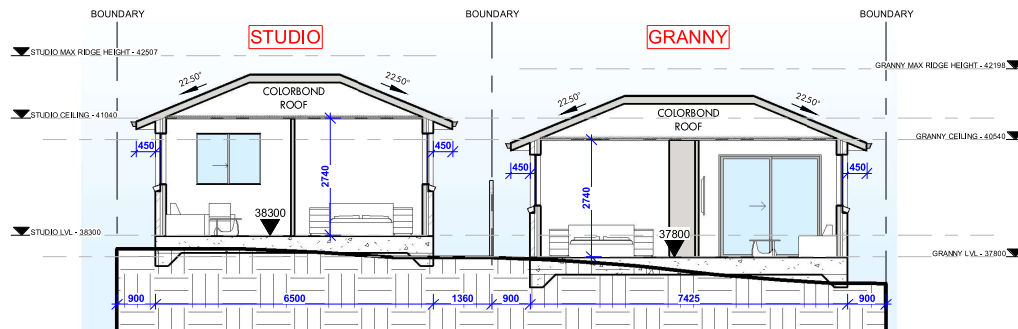 BOUNDARY
BOUNDARY
BOUNDARY
STUDIO
GRANNY
STUDIO MAX RIDGE HEIGHT - 42507
GRANNY MAX RIDGE HEIGHT - 42198
22.50°
22.50°
COLORBOND
ROOF
22.50°
22.50°
COLORBOND
ROOF
STUDIO CEILING - 41040
GRANNY CEILING - 40540
450
450
450
450
2740
2740
38300
37800
STUDIO LVL - 38300
GRANNY LVL - 37800
900
6500
1360
900
7425
900